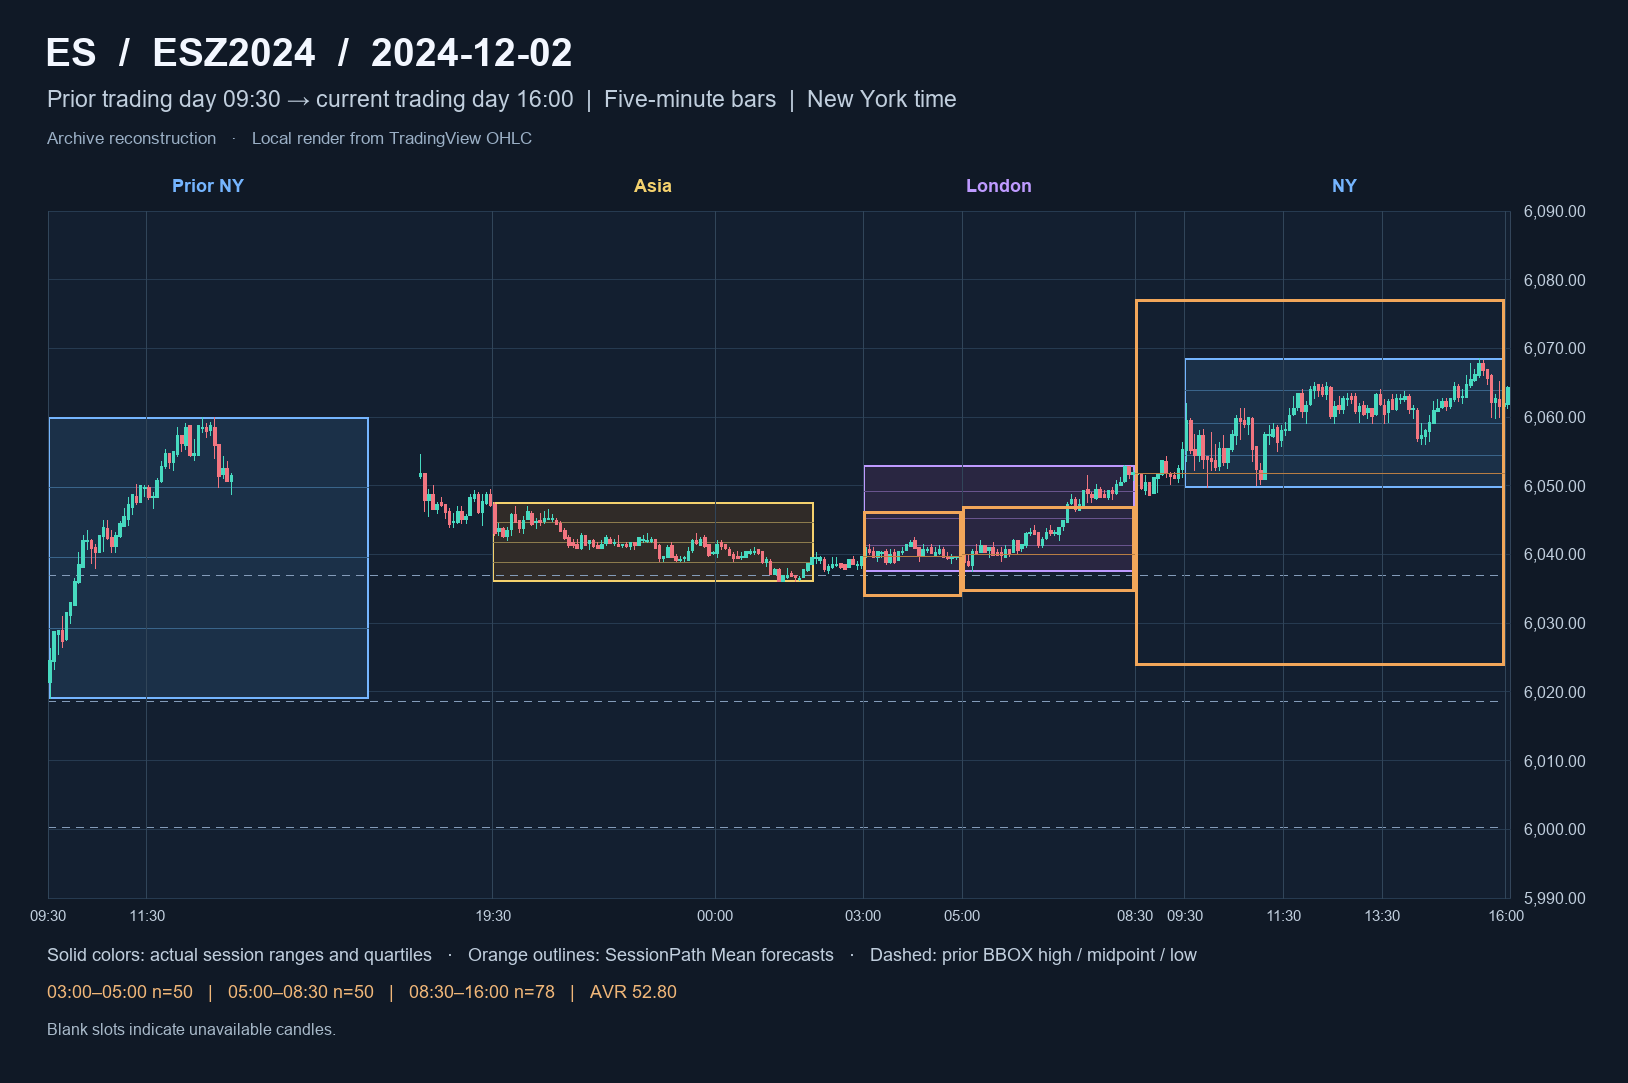 ES / ESZ2024 / 2024-12-02
Prior trading day 09:30 → current trading day 16:00 | Five-minute bars | New York time
Archive reconstruction · Local render from TradingView OHLC
Prior NY
Asia
London
NY
6,090.00
6,080.00
6,070.00
6,060.00
6,050.00
6,040.00
6,030.00
6,020.00
6,010.00
6,000.00
5,990.00
09:30 11:30 19:30 00:00 03:00 05:00 08:30 09:30 11:30 13:30 16:00
Solid colors: actual session ranges and quartiles · Orange outlines: SessionPath Mean forecasts · Dashed: prior BBOX high / midpoint / low
03:00–05:00 n=50 | 05:00–08:30 n=50 | 08:30–16:00 n=78 | AVR 52.80
Blank slots indicate unavailable candles.